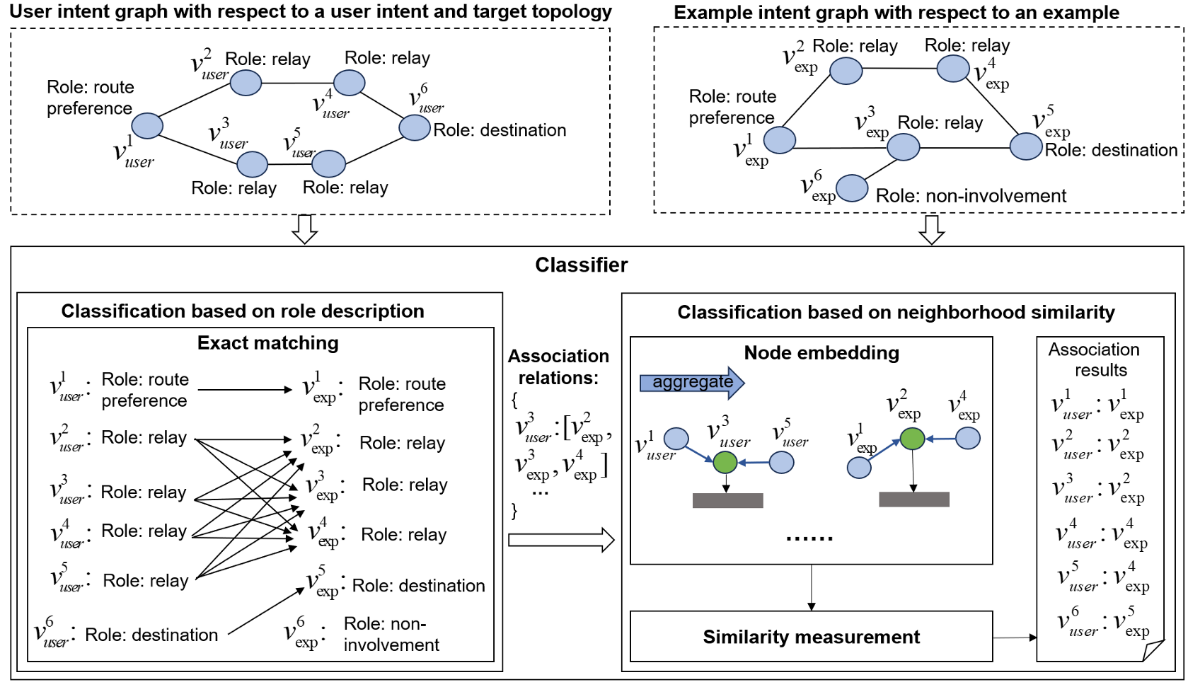 User intent graph with respect to a user intent and target topology
v²user Role: relay
Role: relay
Role: route
preference
v⁴user
v⁶user
v¹user
v³user
v⁵user
Role: destination
Role: relay
Role: relay
Example intent graph with respect to an example
v²exp Role: relay
Role: relay
v⁴exp
Role: route
preference
v³exp
Role: relay
v⁵exp
v¹exp
Role: destination
v⁶exp
Role: non-involvement
Classifier
Classification based on role description
Exact matching
v¹user: Role: route
preference
v¹exp: Role: route
preference
v²user: Role: relay
v²exp: Role: relay
v³user: Role: relay
v³exp: Role: relay
v⁴user: Role: relay
v⁴exp: Role: relay
v⁵user: Role: relay
v⁵exp: Role: destination
v⁶user: Role: destination
v⁶exp: Role: non-
involvement
Association
relations:
{
v³user:[v²exp,
v³exp, v⁴exp]
...
}
Classification based on neighborhood similarity
Node embedding
aggregate
v¹user
v³user
v⁵user
v¹exp
v²exp
v⁴exp
......
Similarity measurement
Association
results
v¹user: v¹exp
v²user: v²exp
v³user: v²exp
v⁴user: v⁴exp
v⁵user: v⁴exp
v⁶user: v⁵exp